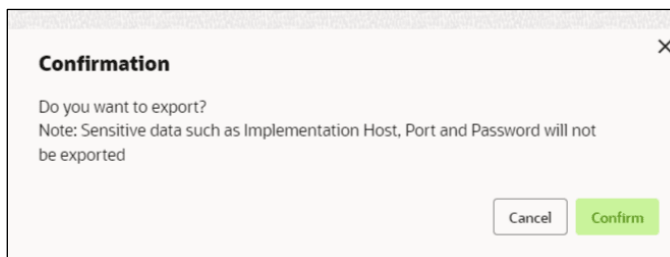 Confirmation
Do you want to export?
Note: Sensitive data such as Implementation Host, Port and Password will not
be exported
Cancel
Confirm